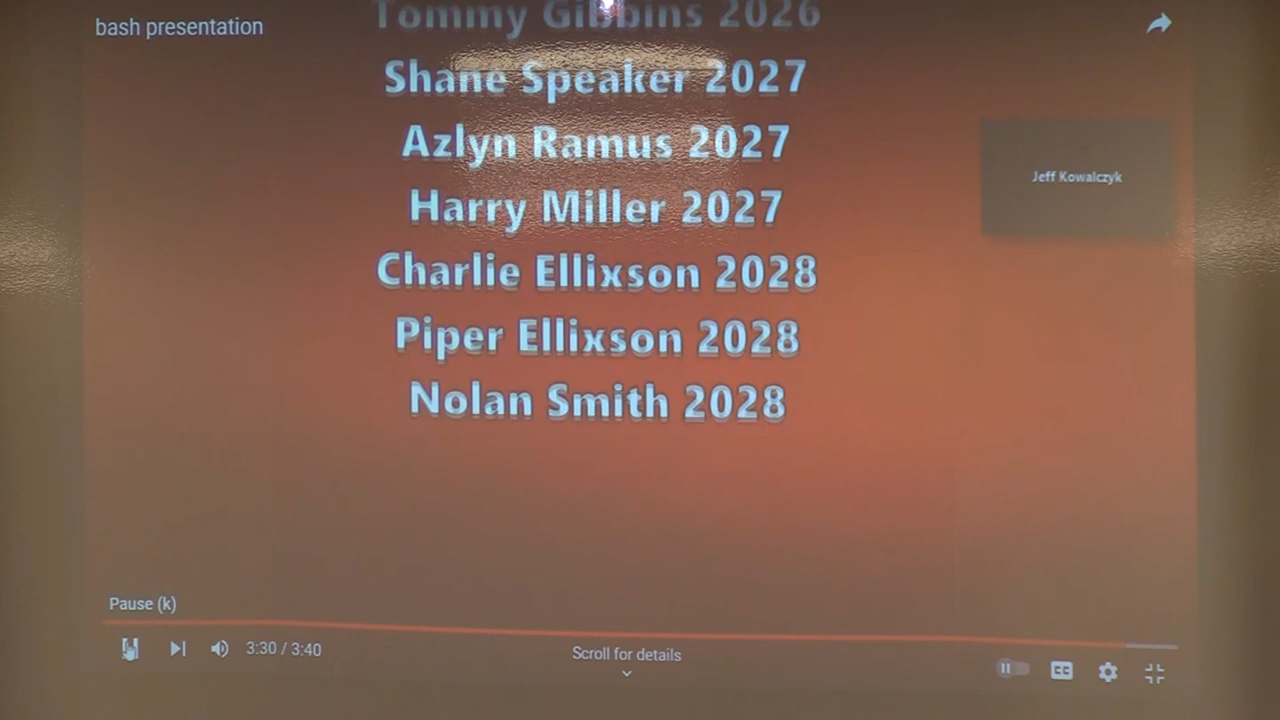 bash presentation
Tommy Gibbins 2026
Shane Speaker 2027
Azlyn Ramus 2027
Harry Miller 2027
Jeff Kowalczyk
Charlie Ellixson 2028
Piper Ellixson 2028
Nolan Smith 2028
Pause (k)
3:30 / 3:40
Scroll for details
CC